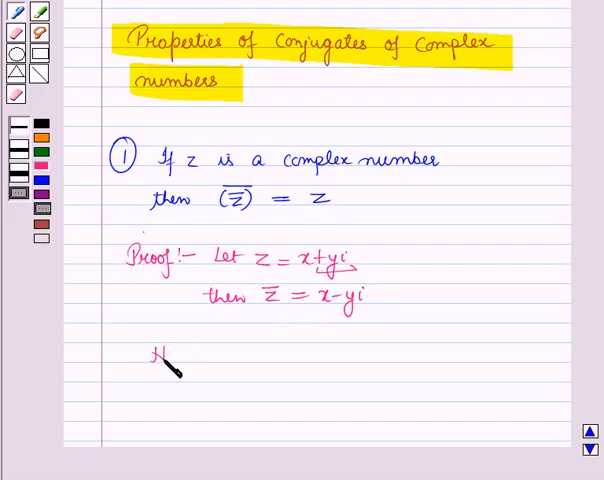 Properties of Conjugates of Complex
numbers
① If z is a complex number
then (z̅)̅ = z
Proof:- Let z = x+yi
then z̅ = x-yi